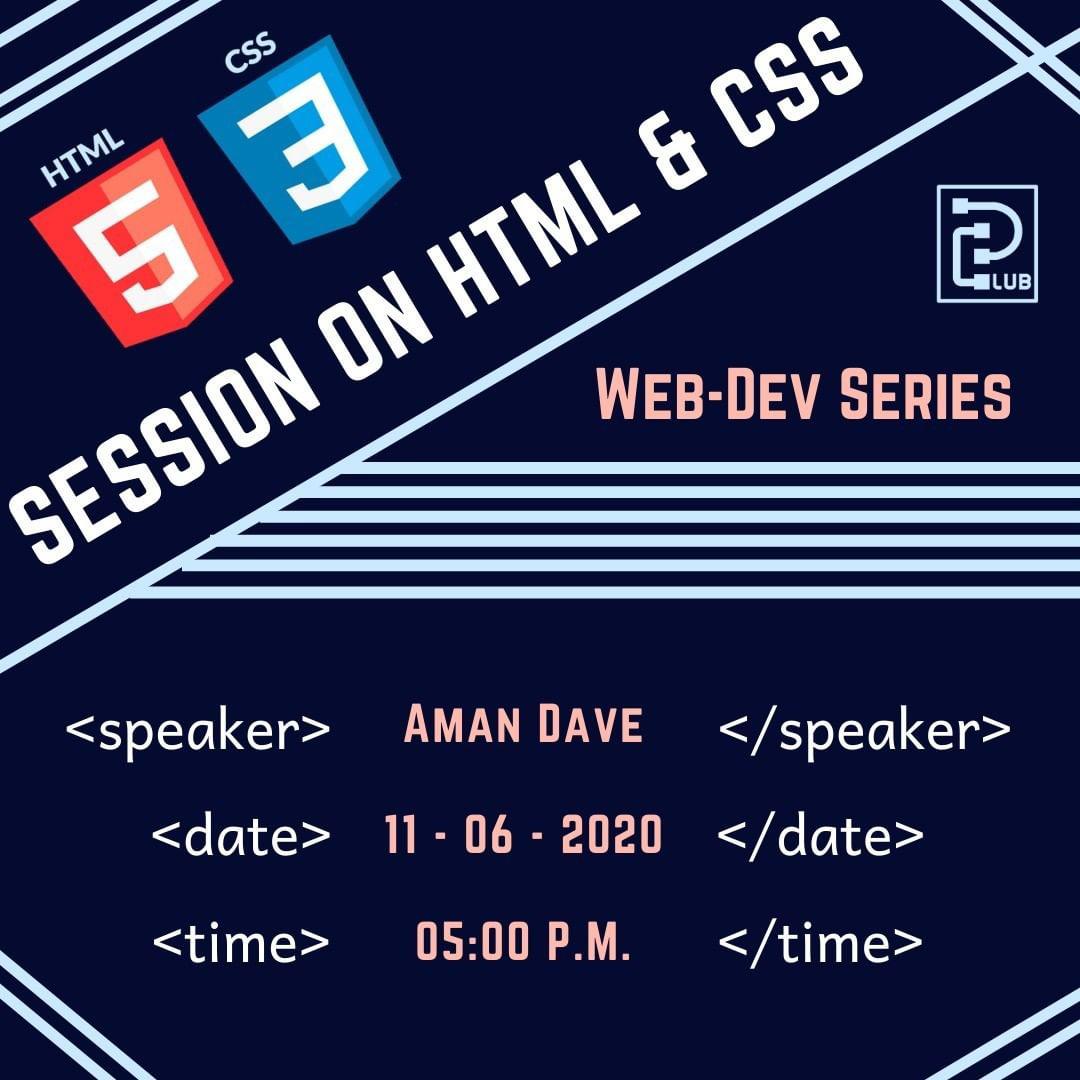 CSS
HTML
5
3
SESSION ON HTML & CSS
LUB
WEB-DEV SERIES
<speaker> AMAN DAVE </speaker>
<date> 11 - 06 - 2020 </date>
<time> 05:00 P.M. </time>